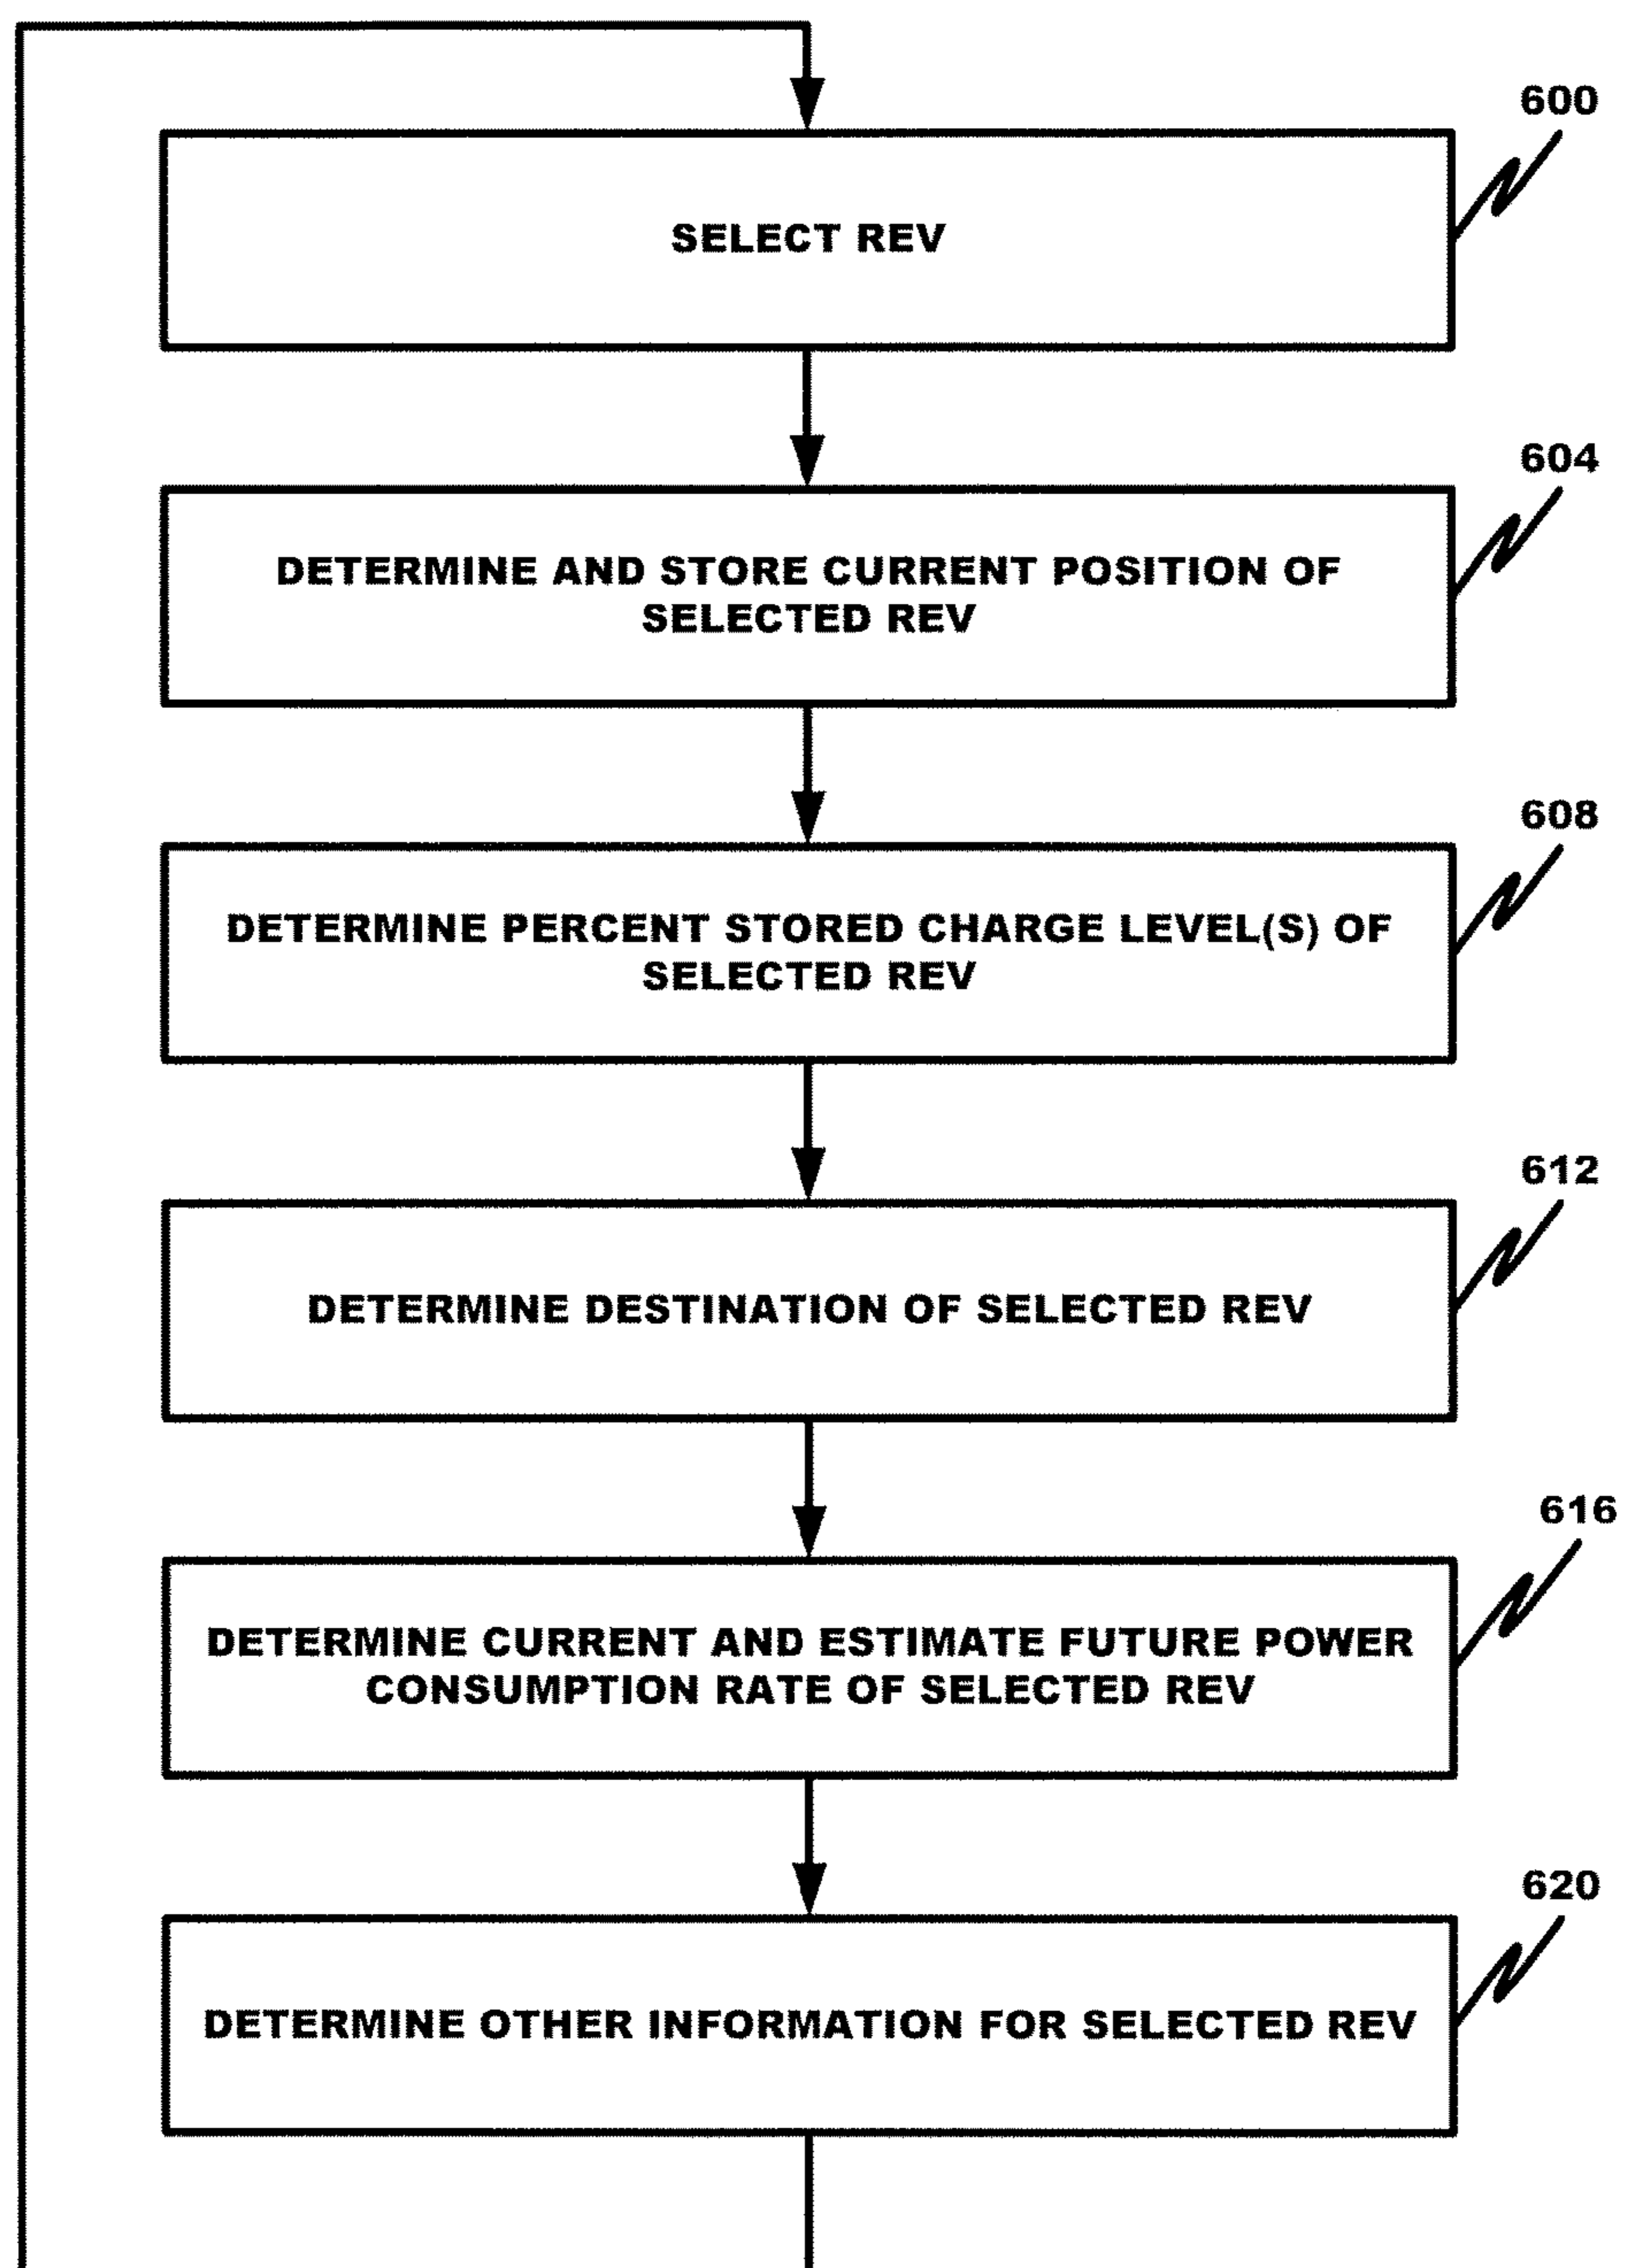 600
SELECT REV
604
DETERMINE AND STORE CURRENT POSITION OF
SELECTED REV
608
DETERMINE PERCENT STORED CHARGE LEVEL(S) OF
SELECTED REV
612
DETERMINE DESTINATION OF SELECTED REV
616
DETERMINE CURRENT AND ESTIMATE FUTURE POWER
CONSUMPTION RATE OF SELECTED REV
620
DETERMINE OTHER INFORMATION FOR SELECTED REV